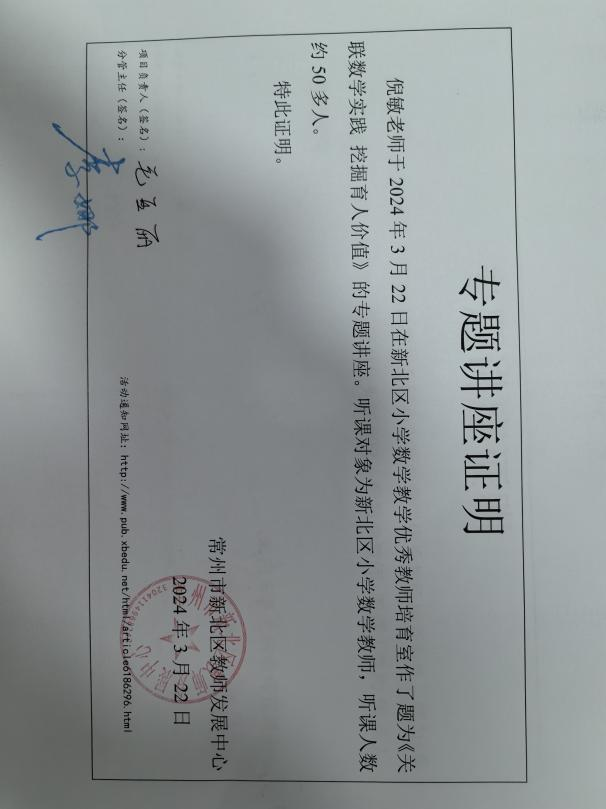 专题讲座证明
倪敏老师于 2024 年 3 月 22 日在新北区小学数学教学优秀教师培育室作了题为《关
联数学实践 挖掘育人价值》的专题讲座。听课对象为新北区小学数学教师，听课人数
约 50 多人。
特此证明。
常州市新北区教师发展中心
2024 年 3 月 22 日
项目负责人（签名）：
分管主任（签名）：
活动通知网址：http://www.pub.xbedu.net/html/article6186296.html